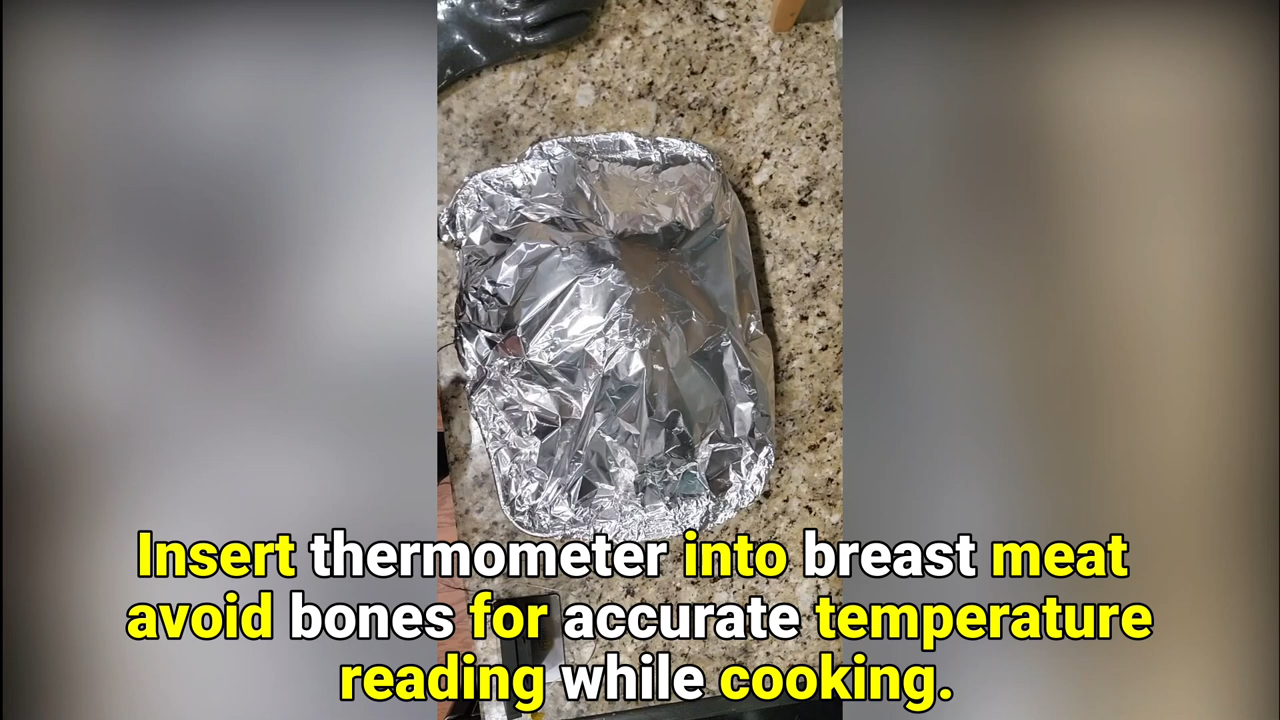 Insert thermometer into breast meat
avoid bones for accurate temperature
reading while cooking.